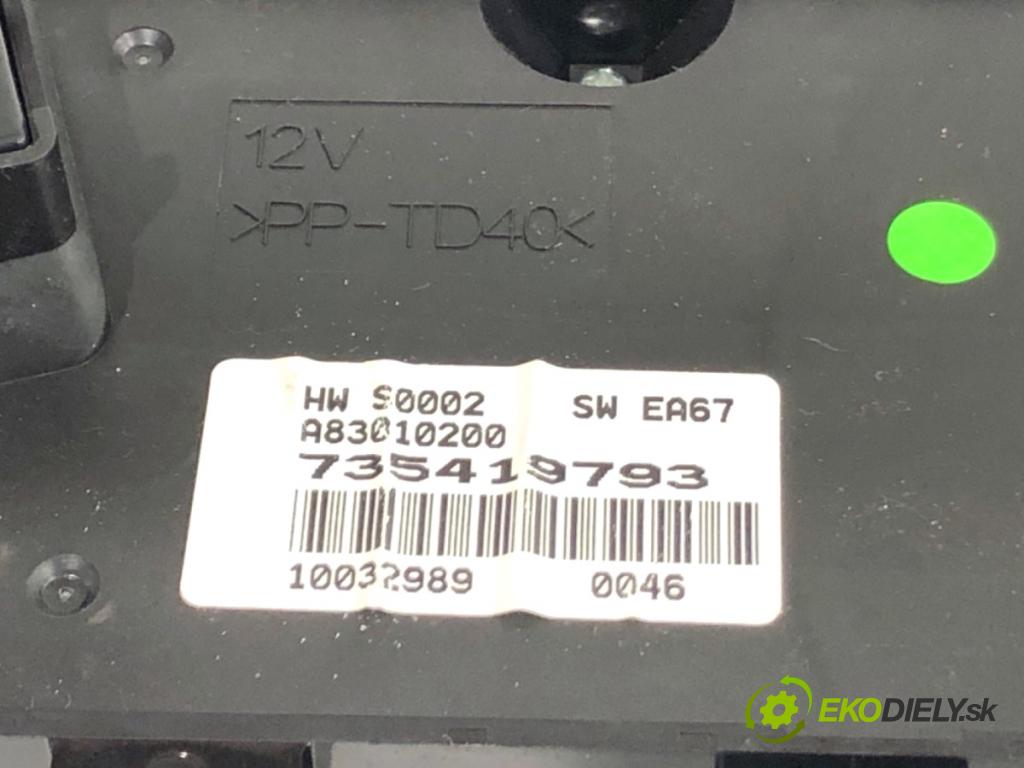 12V
>PP-TD40<
HW S0002 SW EA67
A83010200
735419793
10032989 0046
EKODIELY.sk